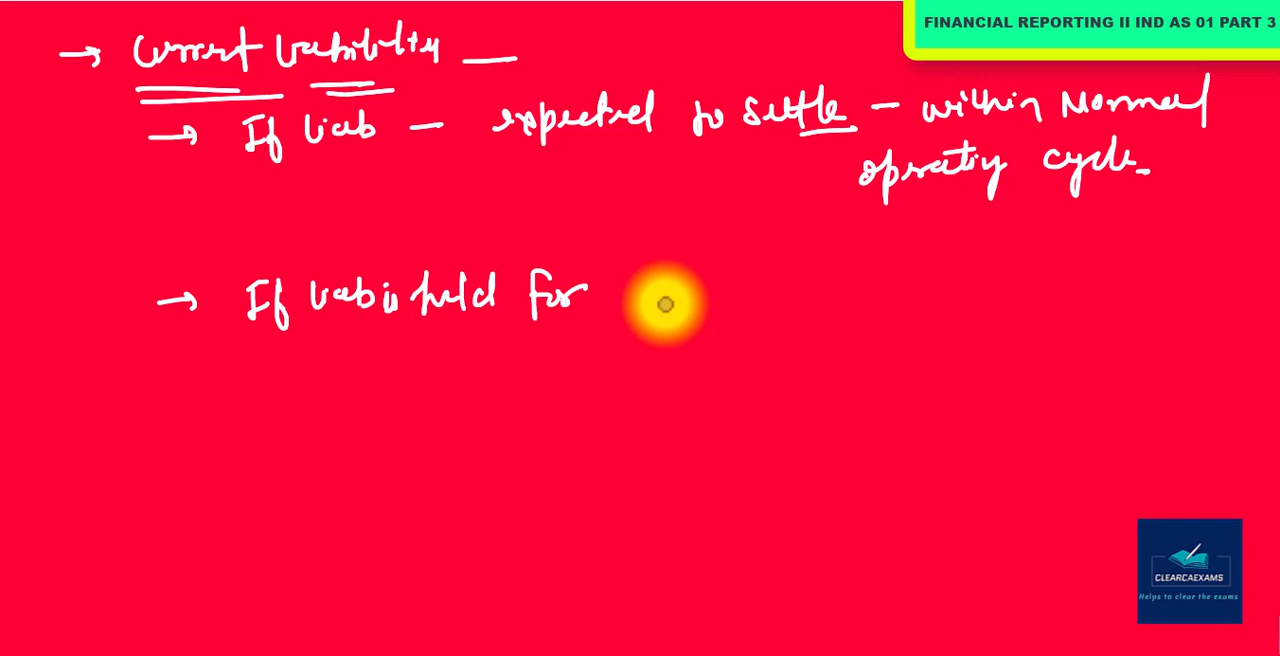 FINANCIAL REPORTING II IND AS 01 PART 3
→ Current liability —
→ If liab – expected to settle – within Normal
operating cycle.
→ If liab is held for
CLEARCAEXAMS
Helps to clear the exams